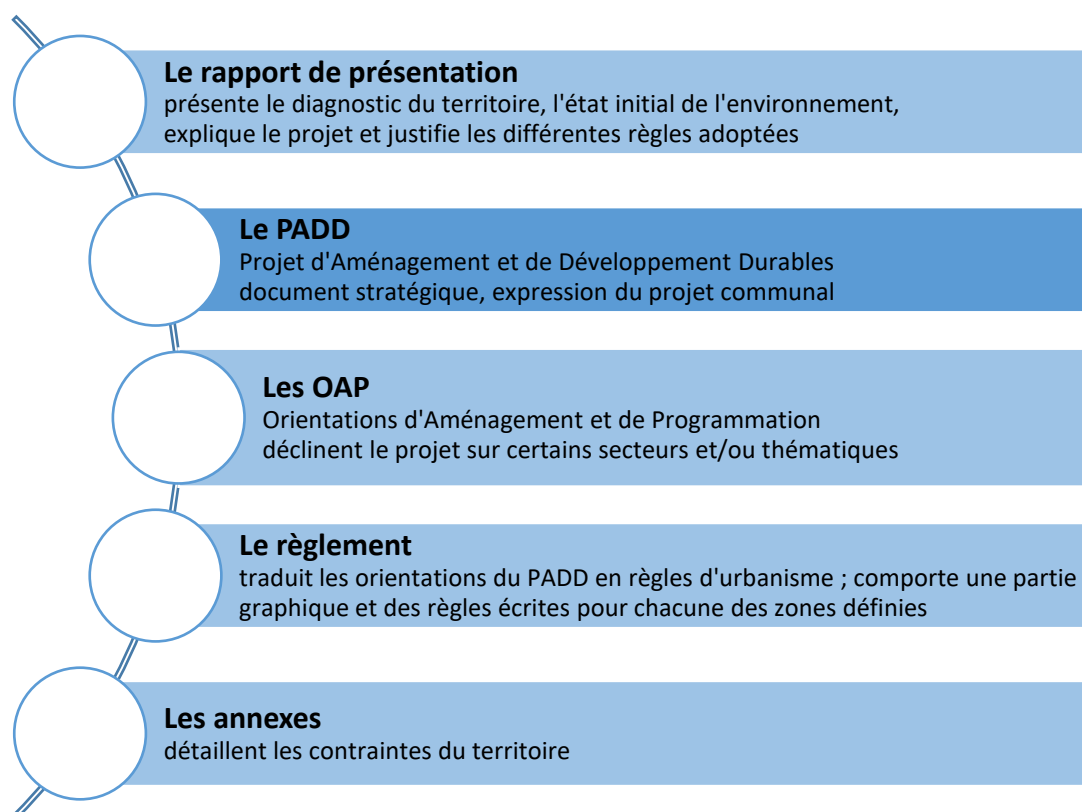 Le rapport de présentation
présente le diagnostic du territoire, l'état initial de l'environnement,
explique le projet et justifie les différentes règles adoptées
Le PADD
Projet d'Aménagement et de Développement Durables
document stratégique, expression du projet communal
Les OAP
Orientations d'Aménagement et de Programmation
déclinent le projet sur certains secteurs et/ou thématiques
Le règlement
traduit les orientations du PADD en règles d'urbanisme ; comporte une partie
graphique et des règles écrites pour chacune des zones définies
Les annexes
détaillent les contraintes du territoire